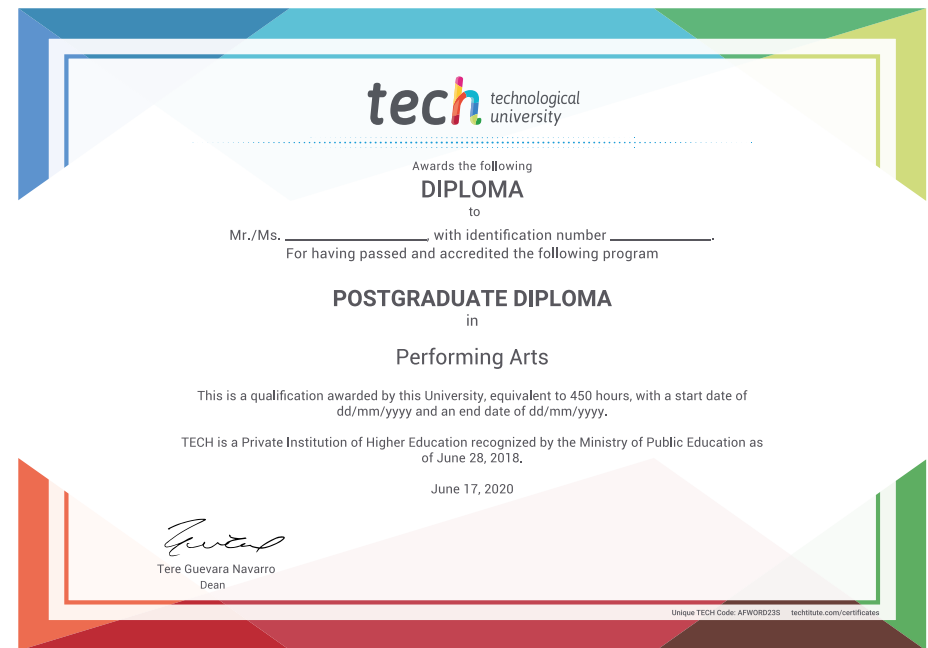 tech technological
university
Awards the following
DIPLOMA
to
Mr./Ms. ____________, with identification number ____________.
For having passed and accredited the following program
POSTGRADUATE DIPLOMA
in
Performing Arts
This is a qualification awarded by this University, equivalent to 450 hours, with a start date of
dd/mm/yyyy and an end date of dd/mm/yyyy.
TECH is a Private Institution of Higher Education recognized by the Ministry of Public Education as
of June 28, 2018.
June 17, 2020
Tere Guevara Navarro
Dean
Unique TECH Code: AFWORD23S techtitute.com/certificates